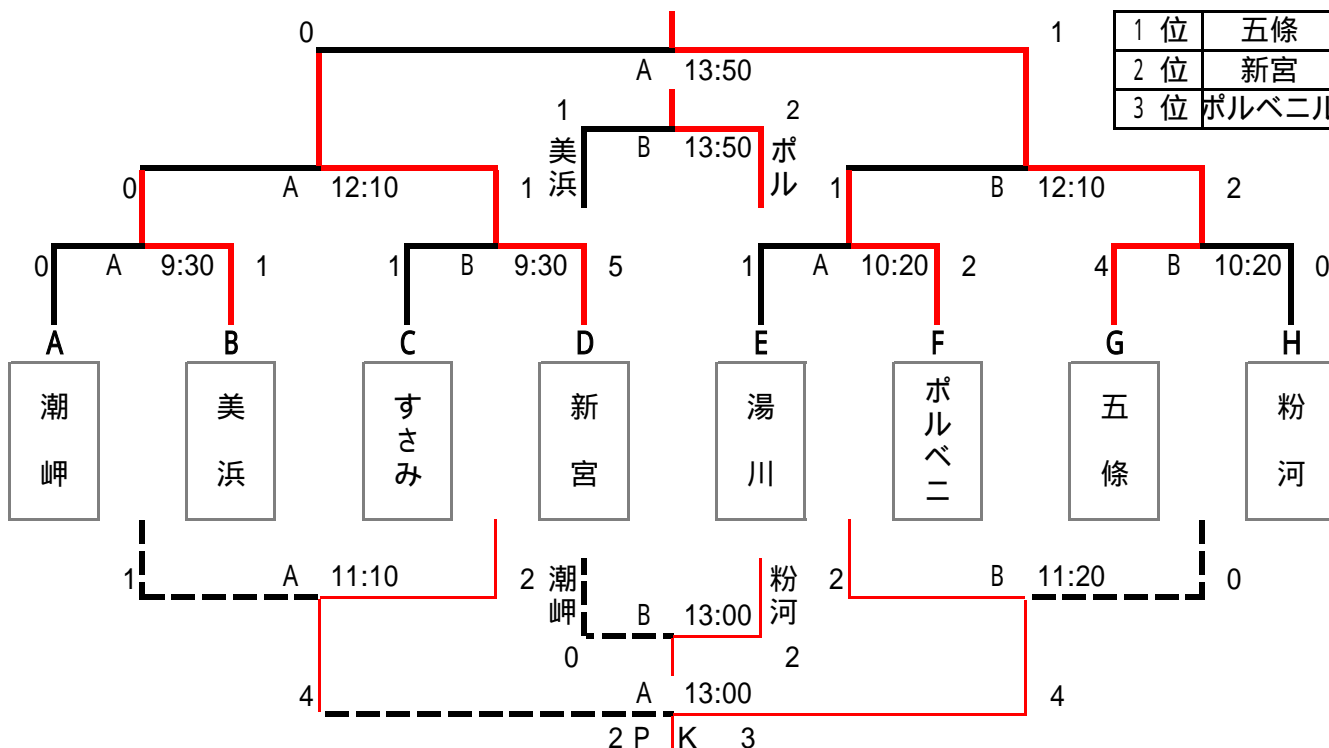 0 1
1 位 五條
2 位 新宮
3 位 ポルベニル
A 13:50
1 2
美浜 B 13:50 ポル
0 A 12:10 1
1 B 12:10 2
0 A 9:30 1
1 B 9:30 5
1 A 10:20 2
4 B 10:20 0
A B C D E F G H
潮岬
美浜
すさみ
新宮
湯川
ポルベニ
五條
粉河
1 A 11:10 2
潮岬 B 13:00 粉河
0 2
2 B 11:20 0
4 A 13:00 4
2 P K 3